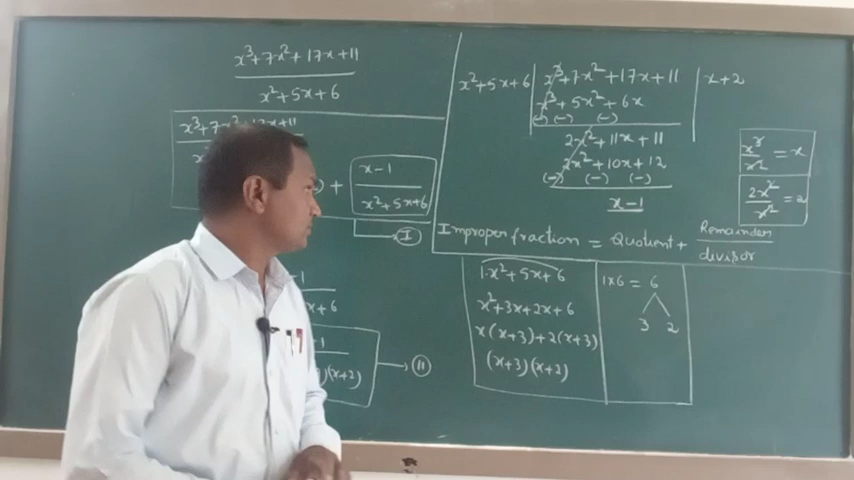 x³+7x²+17x+11
x²+5x+6
x³+7x²+17x+11
+ x-1
x²+5x+6
→ I
-1
x+6
-1
)(x+2)
→ II
x²+5x+6 | x³+7x²+17x+11 | x+2
x³+5x²+6x
(-) (-) (-)
2x²+11x+11
2x²+10x+12
(-) (-) (-)
x-1
x³/x² = x
2x²/x² = 2
Improper fraction = Quotient + Remainder
divisor
1·x²+5x+6
x²+3x+2x+6
x(x+3)+2(x+3)
(x+3)(x+2)
1x6 = 6
3 2